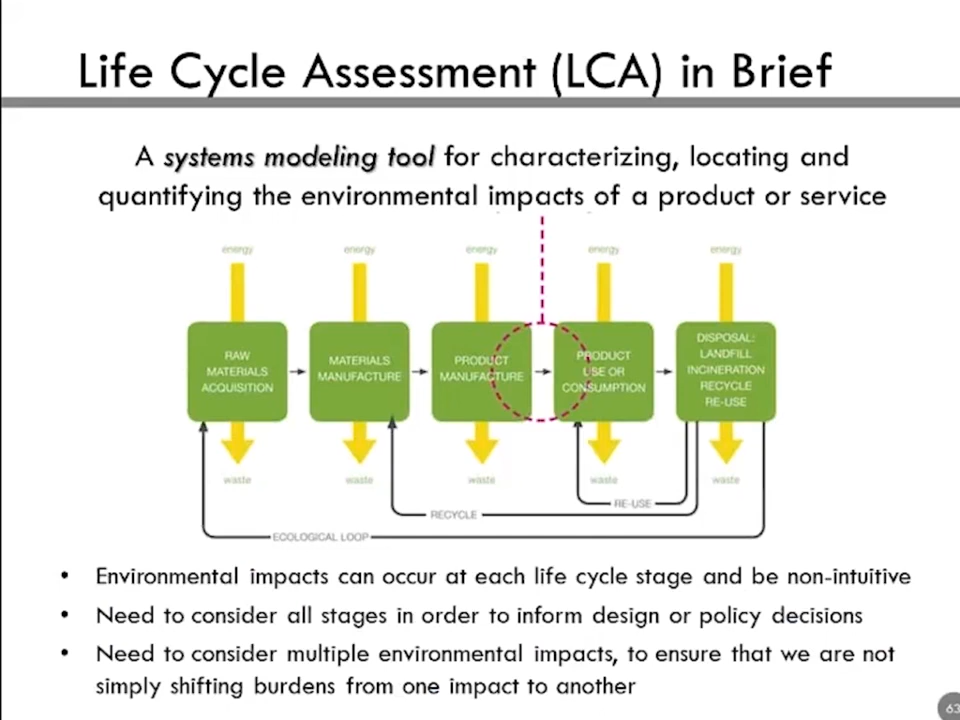 Life Cycle Assessment (LCA) in Brief
A systems modeling tool for characterizing, locating and
quantifying the environmental impacts of a product or service
energy energy energy energy energy
RAW
MATERIALS
ACQUISITION
MATERIALS
MANUFACTURE
PRODUCT
MANUFACTURE
PRODUCT
USE OR
CONSUMPTION
DISPOSAL:
LANDFILL
INCINERATION
RECYCLE
RE-USE
waste waste waste waste waste
RE-USE
RECYCLE
ECOLOGICAL LOOP
• Environmental impacts can occur at each life cycle stage and be non-intuitive
• Need to consider all stages in order to inform design or policy decisions
• Need to consider multiple environmental impacts, to ensure that we are not
simply shifting burdens from one impact to another
63